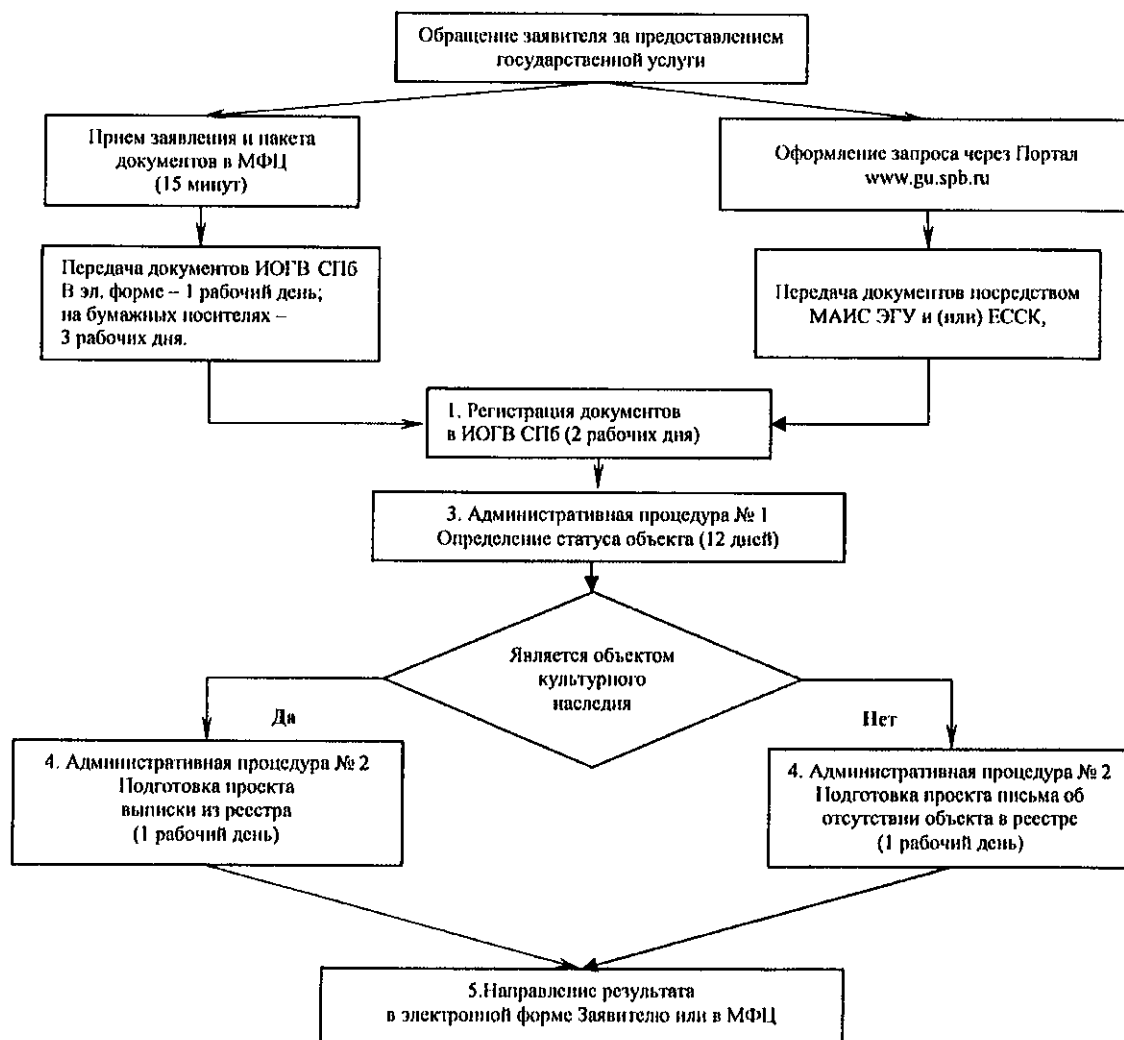 Обращение заявителя за предоставлением
государственной услуги
Прием заявления и пакета
документов в МФЦ
(15 минут)
Оформление запроса через Портал
www.gu.spb.ru
Передача документов ИОГВ СПб
В эл. форме – 1 рабочий день;
на бумажных носителях –
3 рабочих дня.
Передача документов посредством
МАИС ЭГУ и (или) ЕССК,
1. Регистрация документов
в ИОГВ СПб (2 рабочих дня)
3. Административная процедура № 1
Определение статуса объекта (12 дней)
Является объектом
культурного
наследия
Да
Нет
4. Административная процедура № 2
Подготовка проекта
выписки из реестра
(1 рабочий день)
4. Административная процедура № 2
Подготовка проекта письма об
отсутствии объекта в реестре
(1 рабочий день)
5.Направление результата
в электронной форме Заявителю или в МФЦ